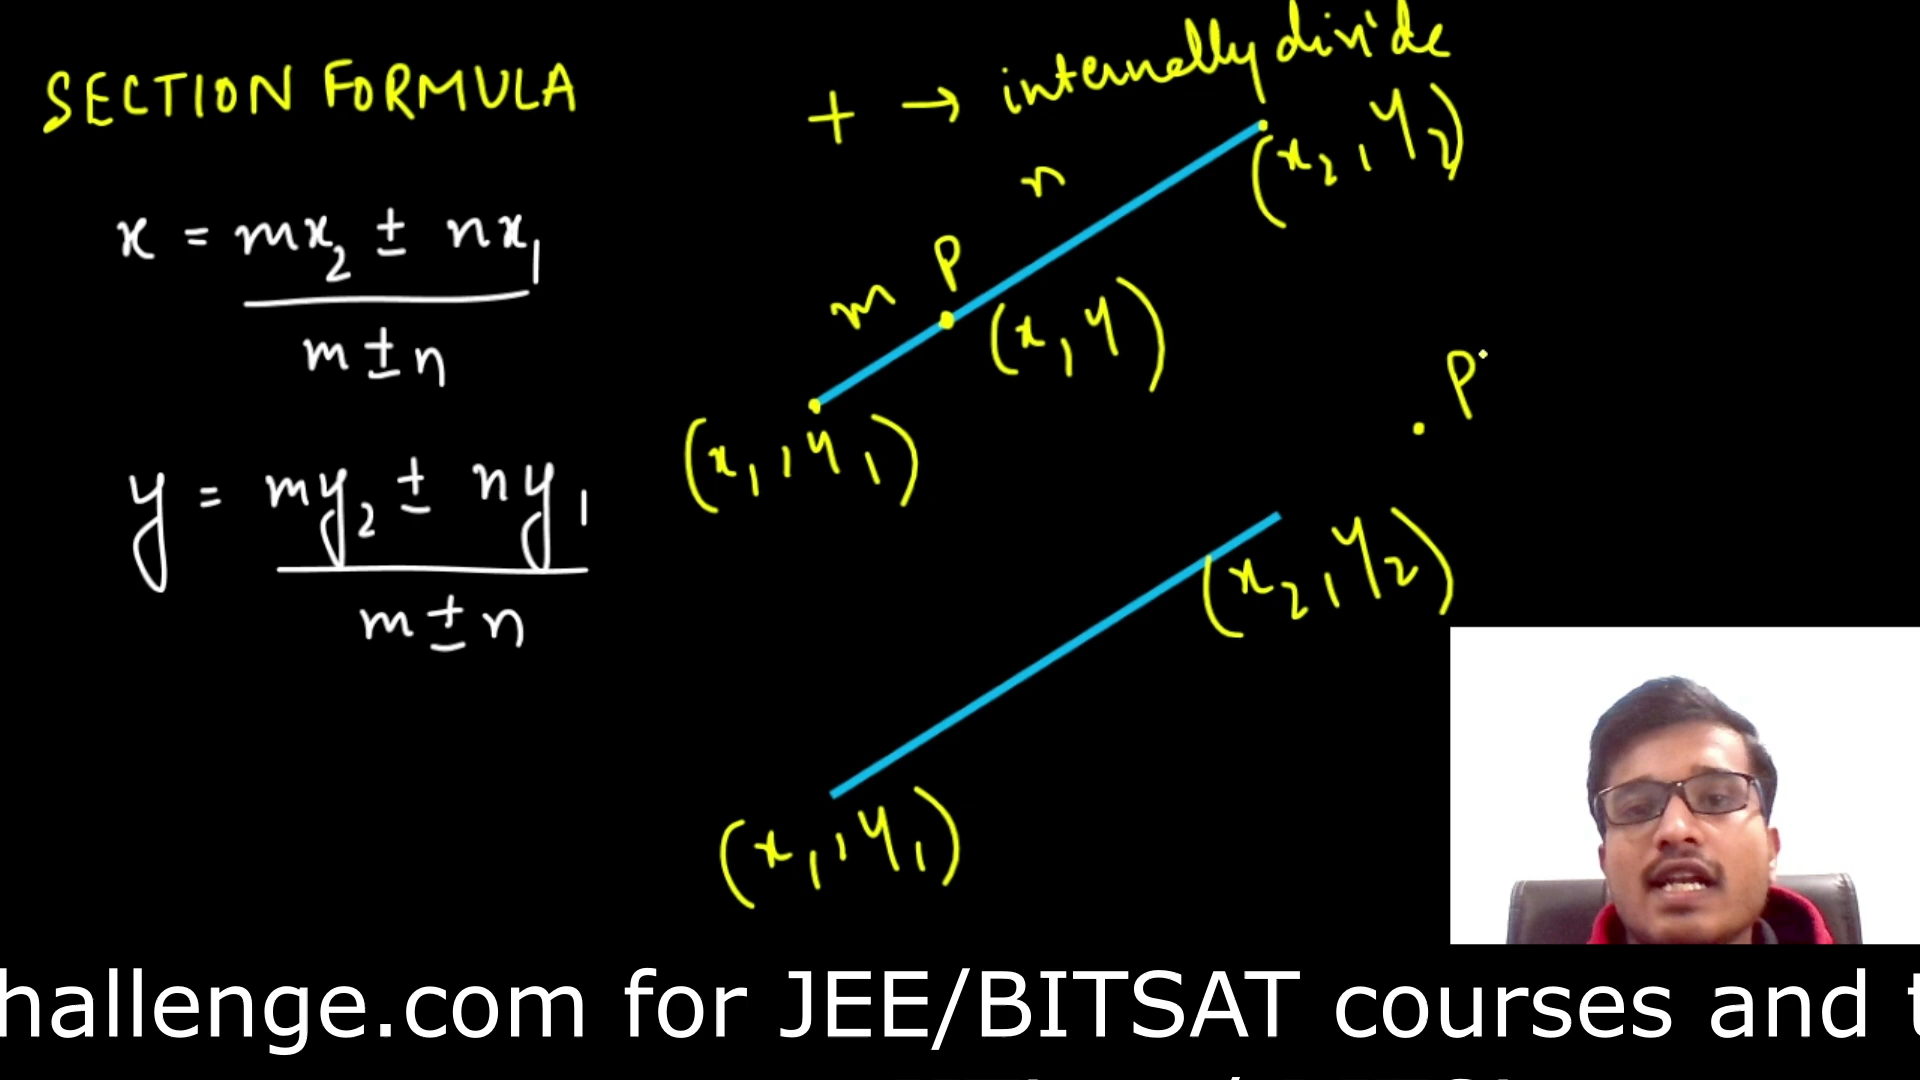 SECTION FORMULA
+ → internally divide
x = mx₂ ± nx₁
m ± n
y = my₂ ± ny₁
m ± n
n
(x₂, y₂)
m P
(x, y)
(x₁, y₁)
P
(x₂, y₂)
(x₁, y₁)
hallenge.com for JEE/BITSAT courses and t